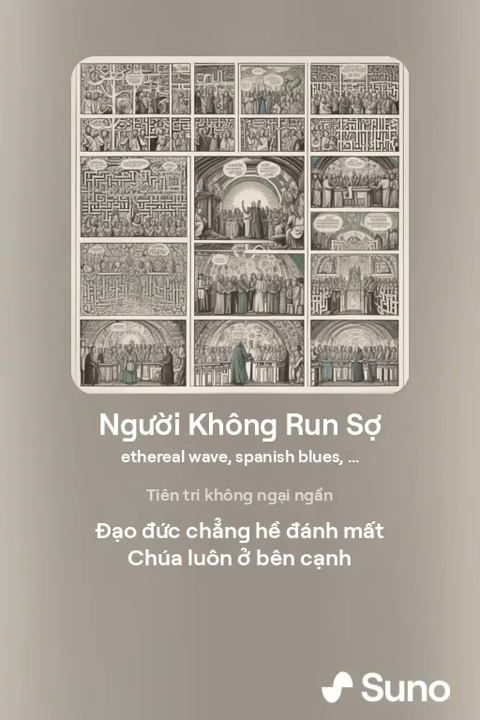 Người Không Run Sợ
ethereal wave, spanish blues, ...
Tiên tri không ngại ngần
Đạo đức chẳng hề đánh mất
Chúa luôn ở bên cạnh
Suno